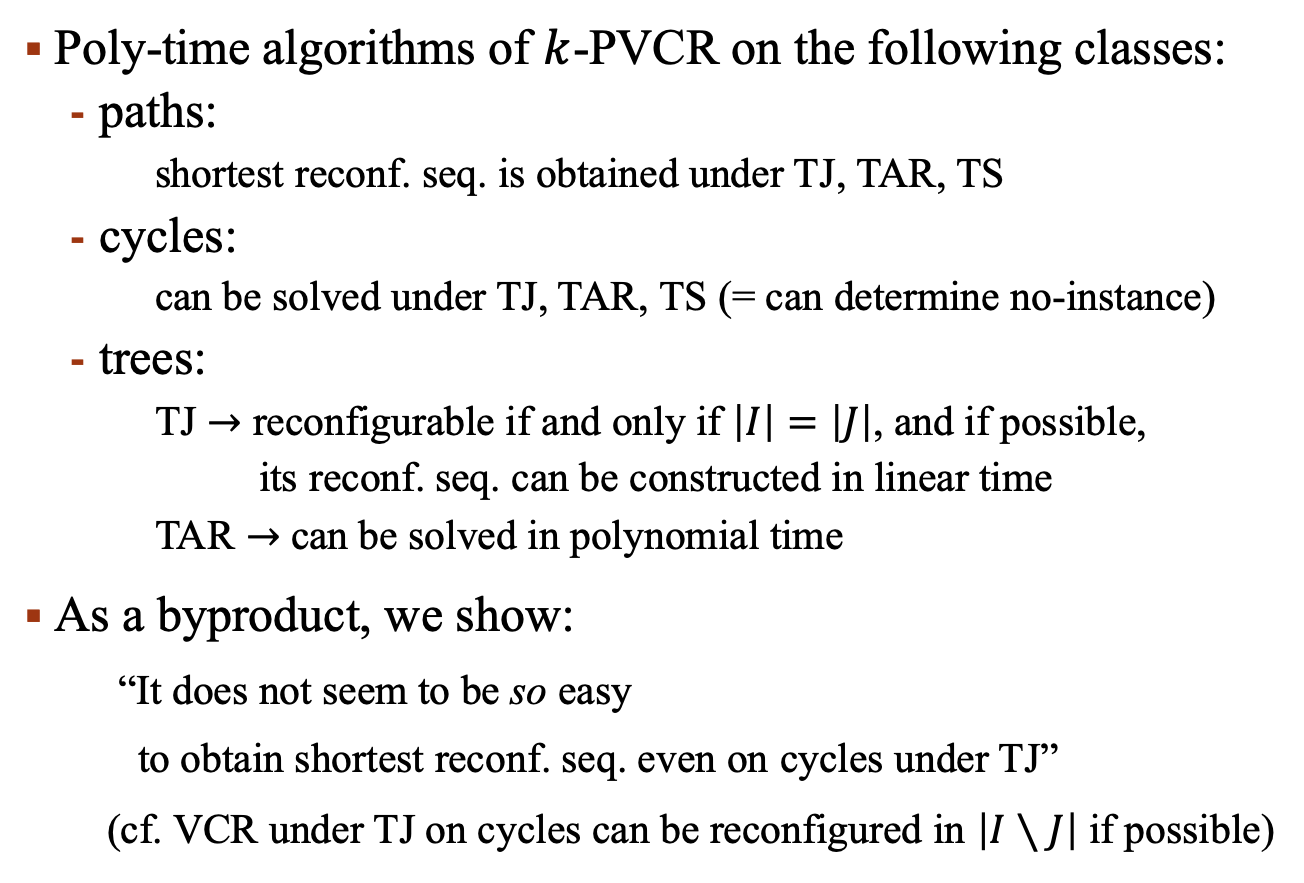 ▪ Poly-time algorithms of k-PVCR on the following classes:
- paths:
shortest reconf. seq. is obtained under TJ, TAR, TS
- cycles:
can be solved under TJ, TAR, TS (= can determine no-instance)
- trees:
TJ → reconfigurable if and only if |I| = |J|, and if possible,
its reconf. seq. can be constructed in linear time
TAR → can be solved in polynomial time
▪ As a byproduct, we show:
“It does not seem to be so easy
to obtain shortest reconf. seq. even on cycles under TJ”
(cf. VCR under TJ on cycles can be reconfigured in |I \ J| if possible)